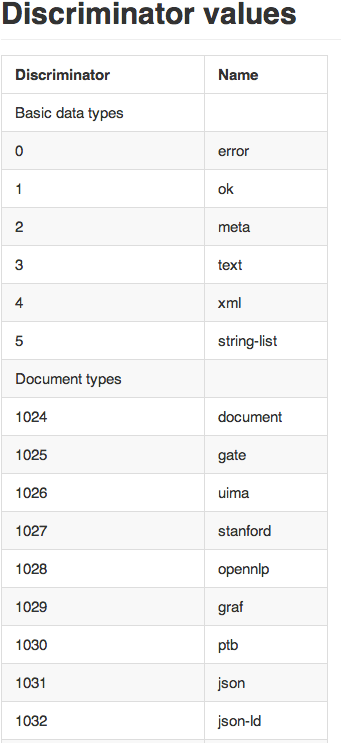 Discriminator values
Discriminator Name
Basic data types
0 error
1 ok
2 meta
3 text
4 xml
5 string-list
Document types
1024 document
1025 gate
1026 uima
1027 stanford
1028 opennlp
1029 graf
1030 ptb
1031 json
1032 json-ld